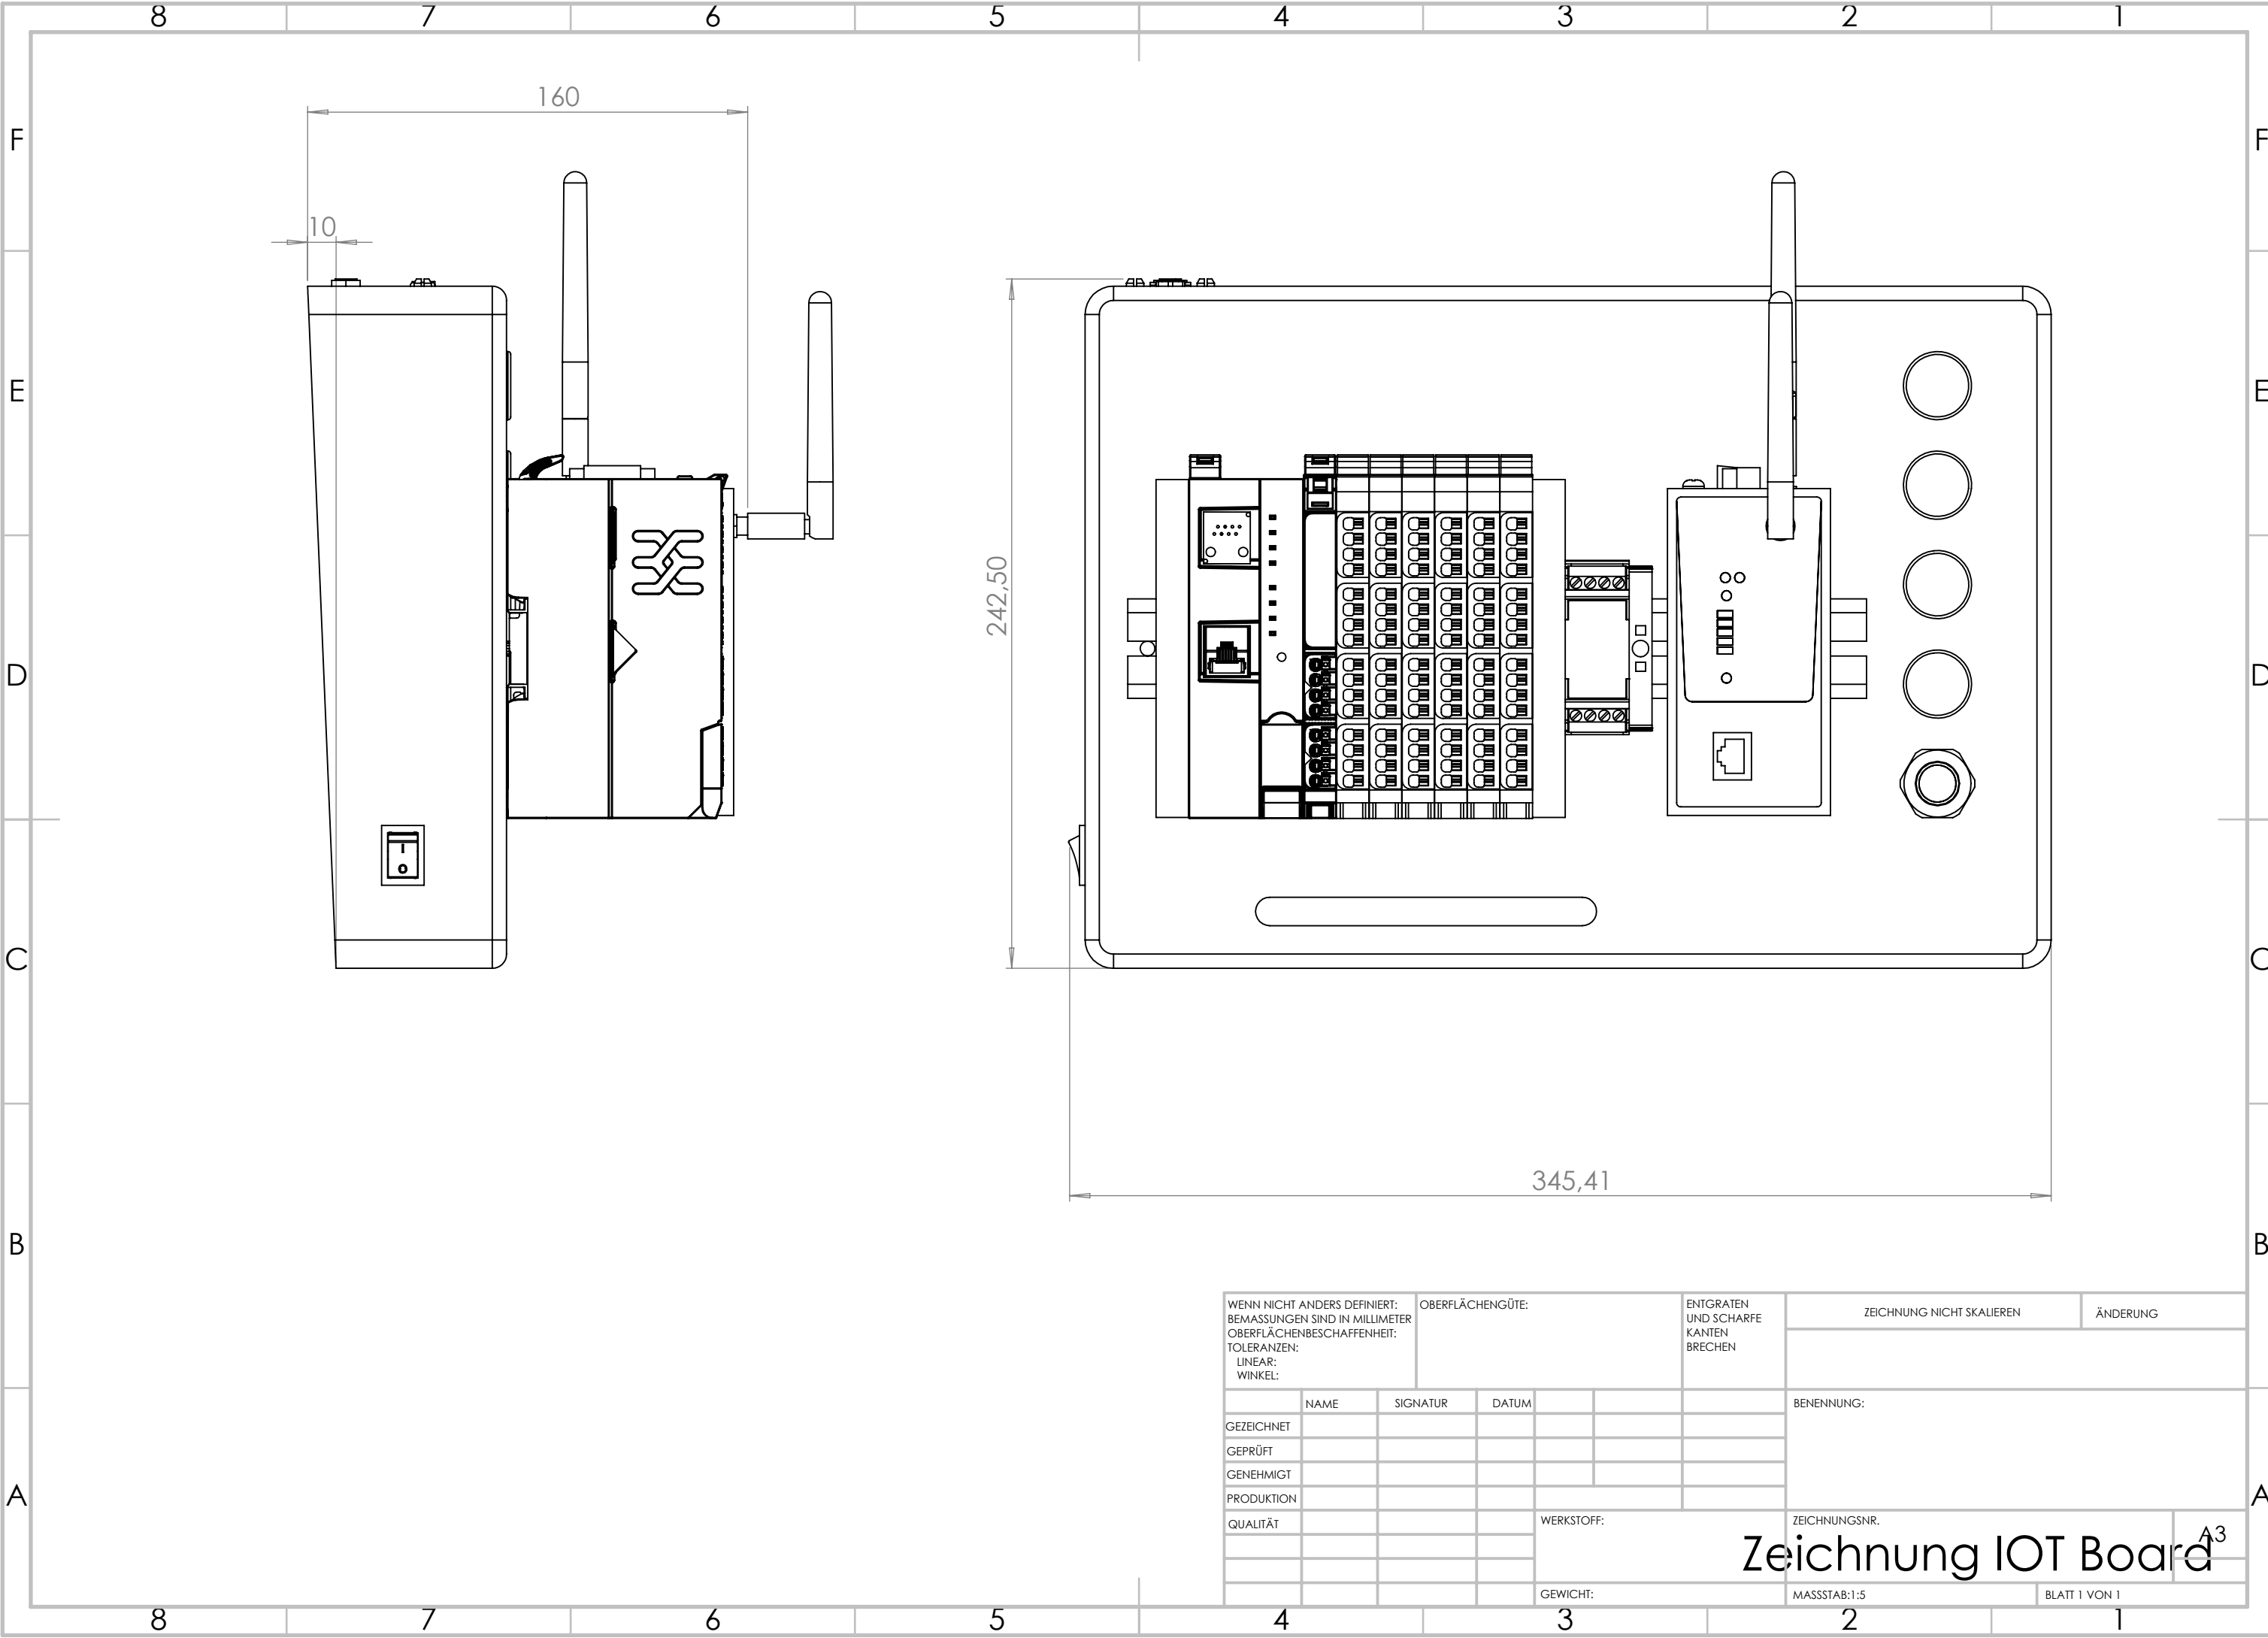 8 7 6 5 4 3 2 1
F F
E E
D D
C C
B B
A A
160
10
242,50
345,41
I
O
WENN NICHT ANDERS DEFINIERT:
BEMASSUNGEN SIND IN MILLIMETER
OBERFLÄCHENBESCHAFFENHEIT:
TOLERANZEN:
LINEAR:
WINKEL:
OBERFLÄCHENGÜTE:
ENTGRATEN
UND SCHARFE
KANTEN
BRECHEN
ZEICHNUNG NICHT SKALIEREN
ÄNDERUNG
NAME SIGNATUR DATUM
GEZEICHNET
GEPRÜFT
GENEHMIGT
PRODUKTION
QUALITÄT
BENENNUNG:
WERKSTOFF:
ZEICHNUNGSNR.
Zeichnung IOT Board
A3
GEWICHT:
MASSSTAB:1:5
BLATT 1 VON 1
8 7 6 5 4 3 2 1